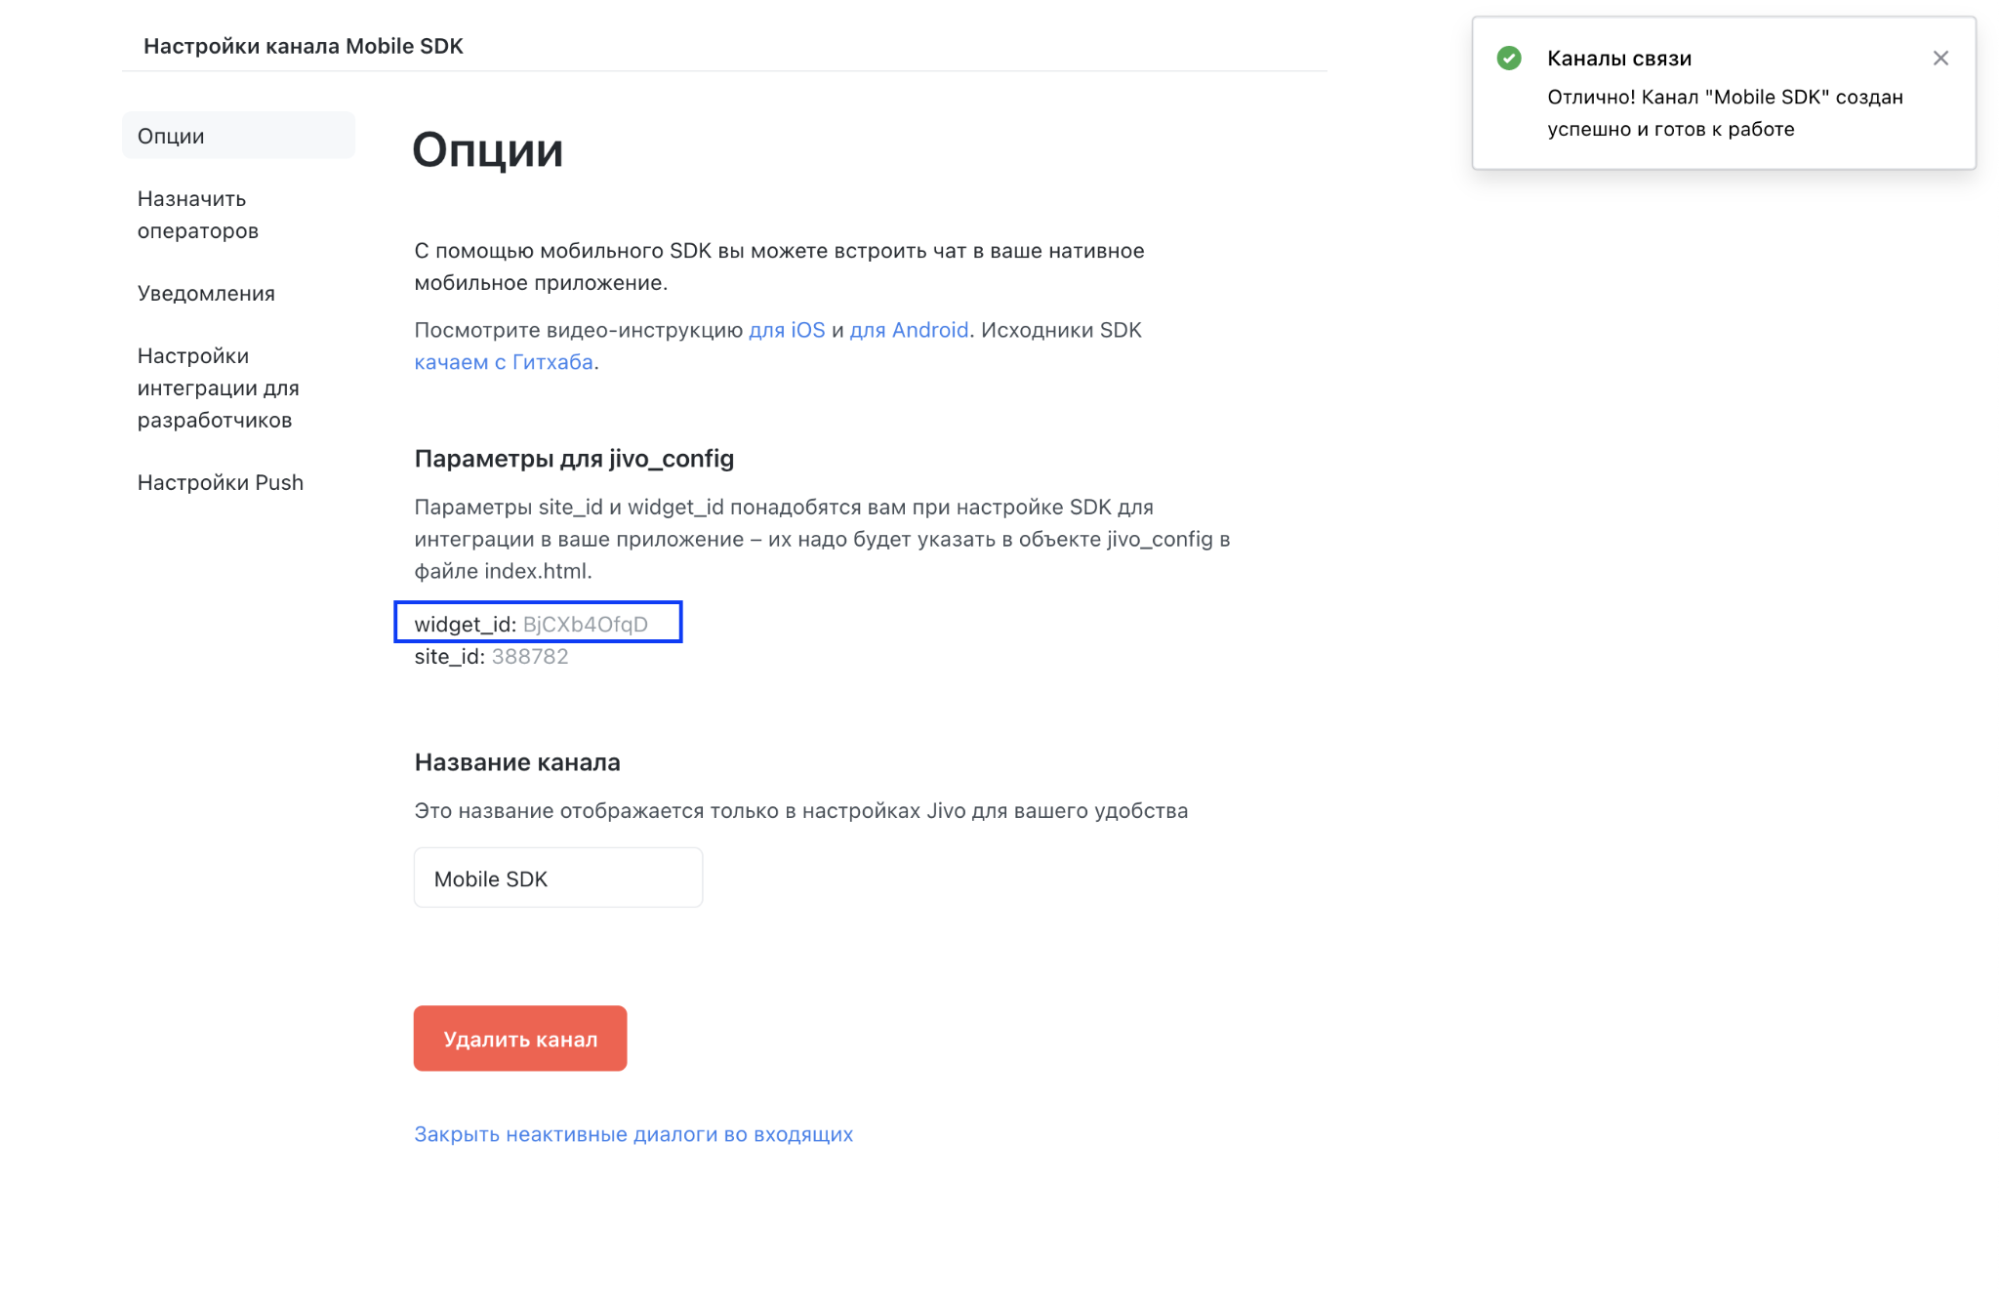 Настройки канала Mobile SDK
Каналы связи
Отлично! Канал "Mobile SDK" создан
успешно и готов к работе
Опции
Назначить
операторов
Уведомления
Настройки
интеграции для
разработчиков
Настройки Push
Опции
С помощью мобильного SDK вы можете встроить чат в ваше нативное
мобильное приложение.
Посмотрите видео-инструкцию для iOS и для Android. Исходники SDK
качаем с Гитхаба.
Параметры для jivo_config
Параметры site_id и widget_id понадобятся вам при настройке SDK для
интеграции в ваше приложение – их надо будет указать в объекте jivo_config в
файле index.html.
widget_id: BjCXb4OfqD
site_id: 388782
Название канала
Это название отображается только в настройках Jivo для вашего удобства
Mobile SDK
Удалить канал
Закрыть неактивные диалоги во входящих